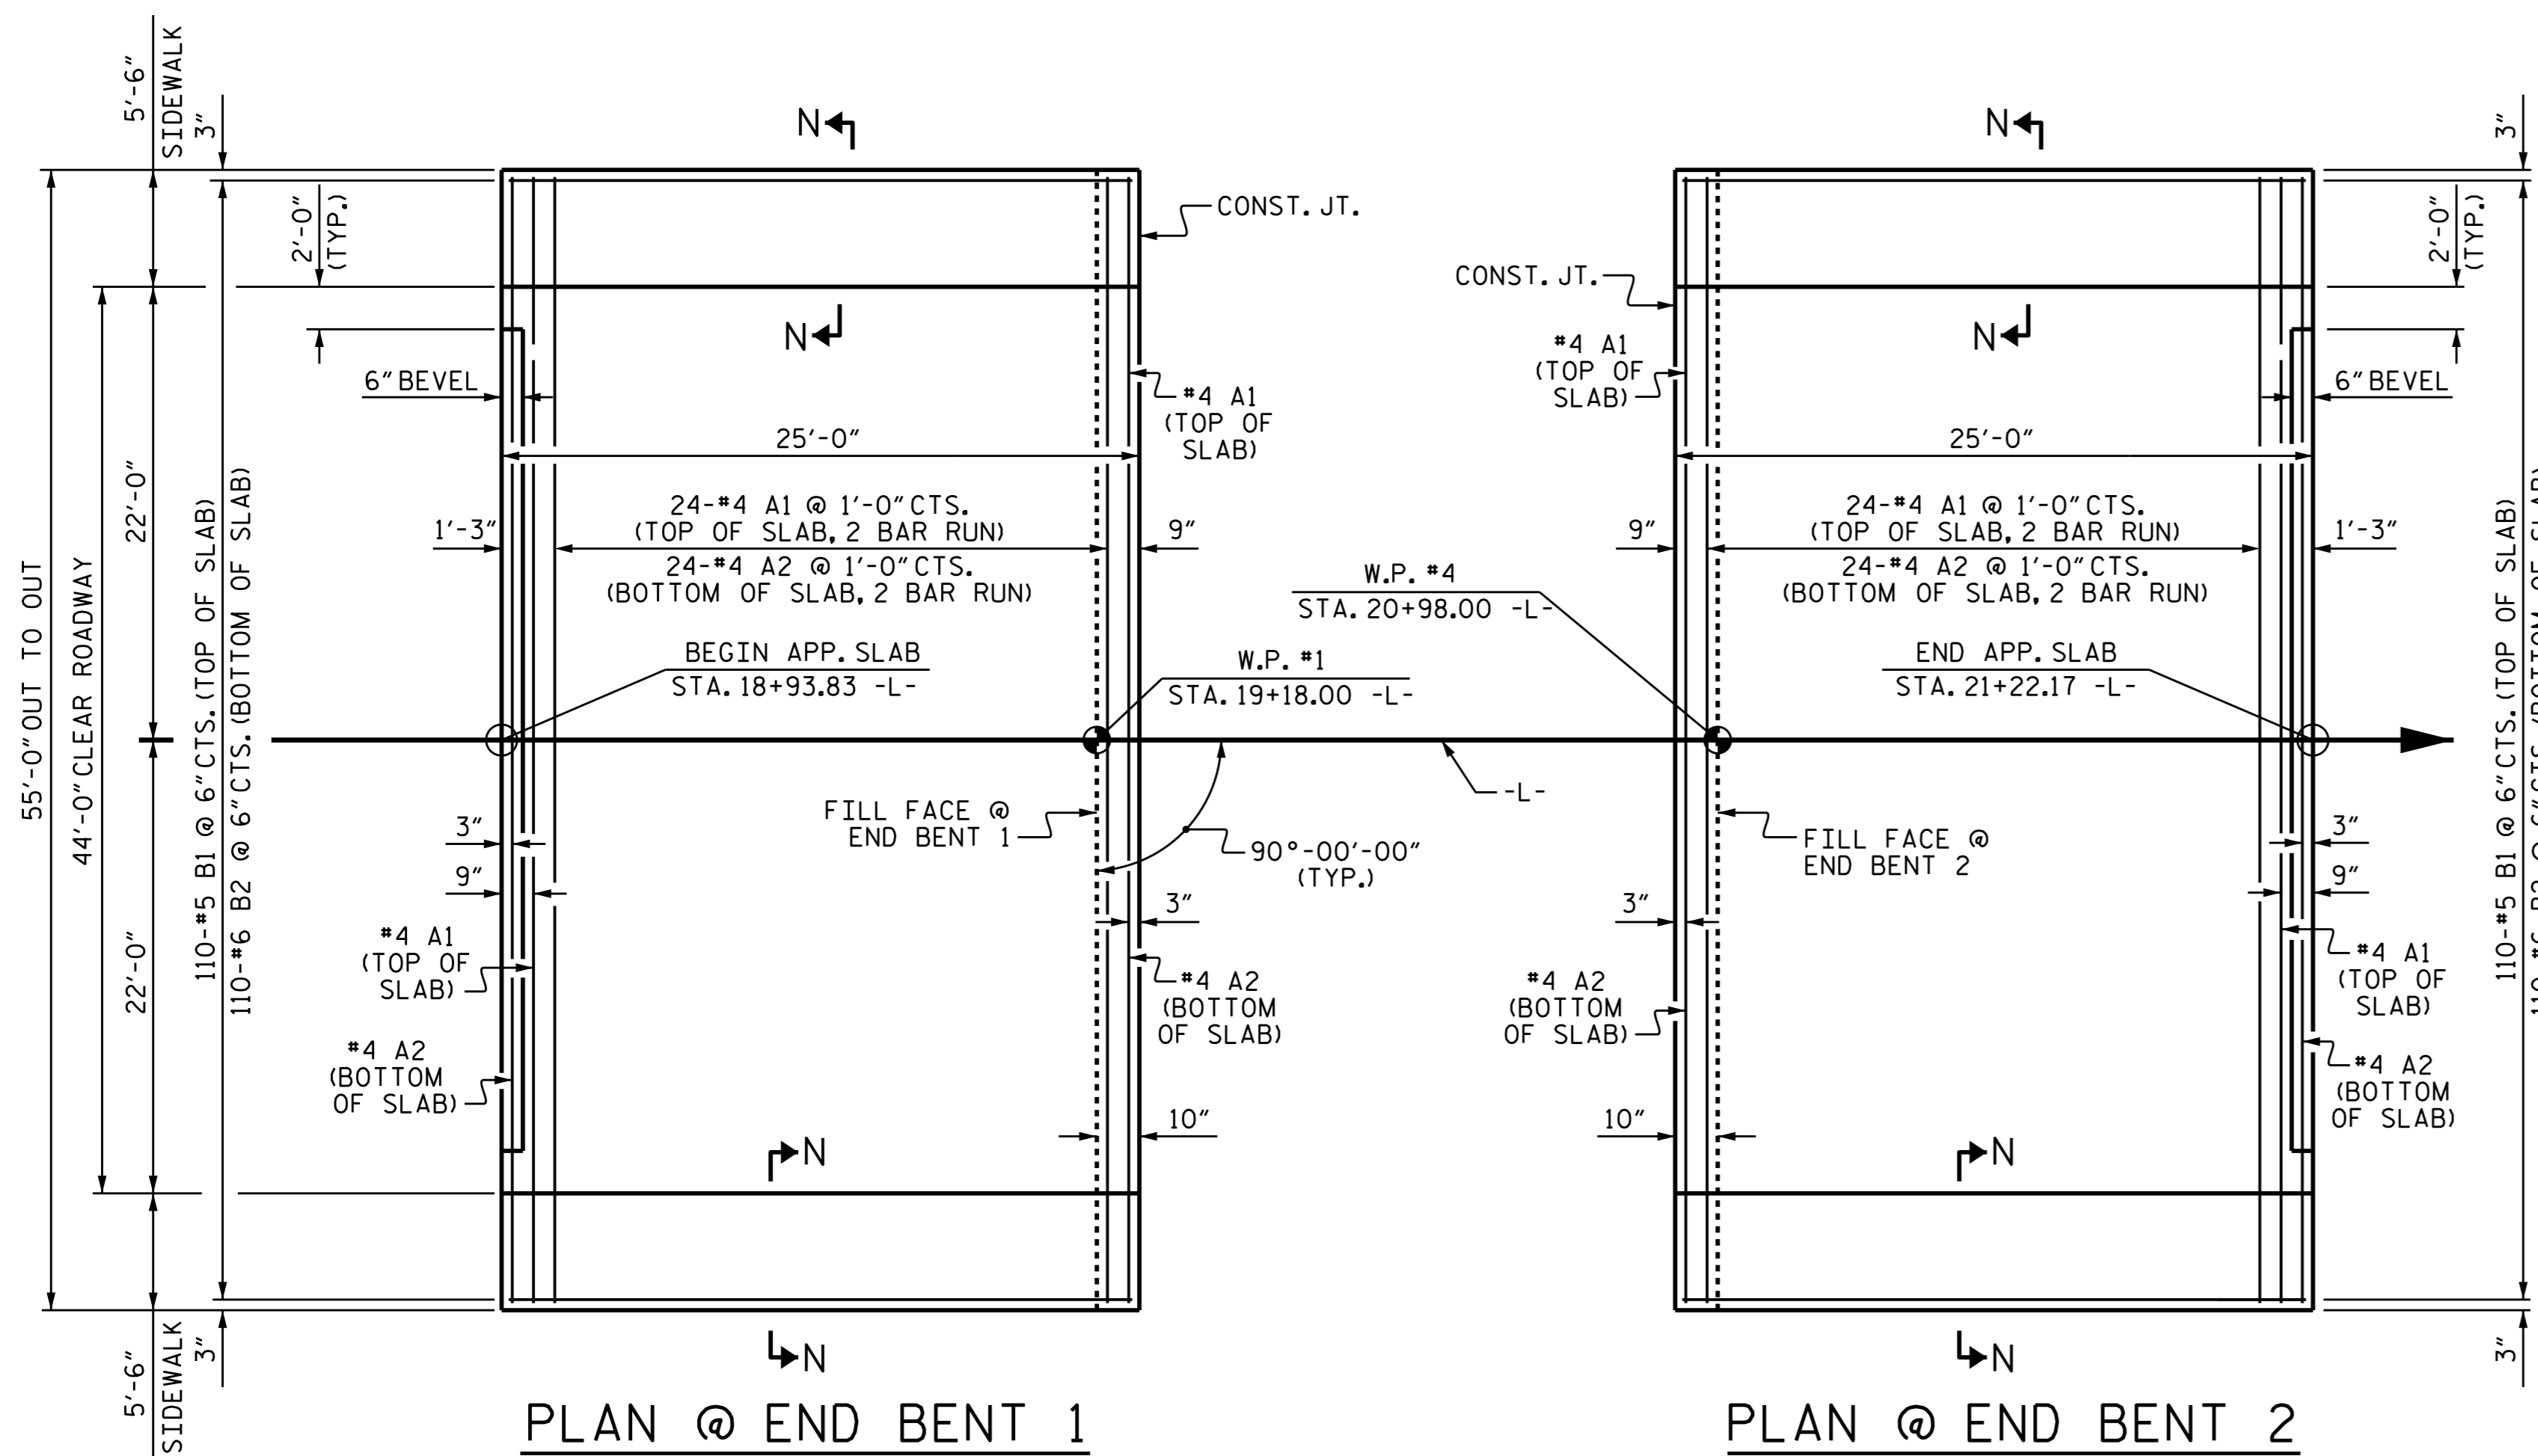 5'-6"
SIDEWALK
3"
2'-0"
(TYP.)
55'-0" OUT TO OUT
44'-0" CLEAR ROADWAY
22'-0"
22'-0"
110-#5 B1 @ 6" CTS. (TOP OF SLAB)
110-#6 B2 @ 6" CTS. (BOTTOM OF SLAB)
5'-6"
SIDEWALK
3"
N
N
CONST. JT.
6" BEVEL
#4 A1
(TOP OF
SLAB)
25'-0"
24-#4 A1 @ 1'-0" CTS.
(TOP OF SLAB, 2 BAR RUN)
24-#4 A2 @ 1'-0" CTS.
(BOTTOM OF SLAB, 2 BAR RUN)
1'-3"
9"
BEGIN APP. SLAB
STA. 18+93.83 -L-
W.P. #1
STA. 19+18.00 -L-
FILL FACE @
END BENT 1
90°-00'-00"
(TYP.)
-L-
3"
9"
3"
#4 A1
(TOP OF
SLAB)
#4 A2
(BOTTOM
OF SLAB)
#4 A2
(BOTTOM
OF SLAB)
10"
N
N
PLAN @ END BENT 1
N
N
CONST. JT.
#4 A1
(TOP OF
SLAB)
3"
2'-0"
(TYP.)
6" BEVEL
25'-0"
24-#4 A1 @ 1'-0" CTS.
(TOP OF SLAB, 2 BAR RUN)
24-#4 A2 @ 1'-0" CTS.
(BOTTOM OF SLAB, 2 BAR RUN)
9"
1'-3"
W.P. #4
STA. 20+98.00 -L-
END APP. SLAB
STA. 21+22.17 -L-
FILL FACE @
END BENT 2
3"
3"
9"
#4 A2
(BOTTOM
OF SLAB)
#4 A1
(TOP OF
SLAB)
#4 A2
(BOTTOM
OF SLAB)
10"
N
N
110-#5 B1 @ 6" CTS. (TOP OF SLAB)
3"
PLAN @ END BENT 2